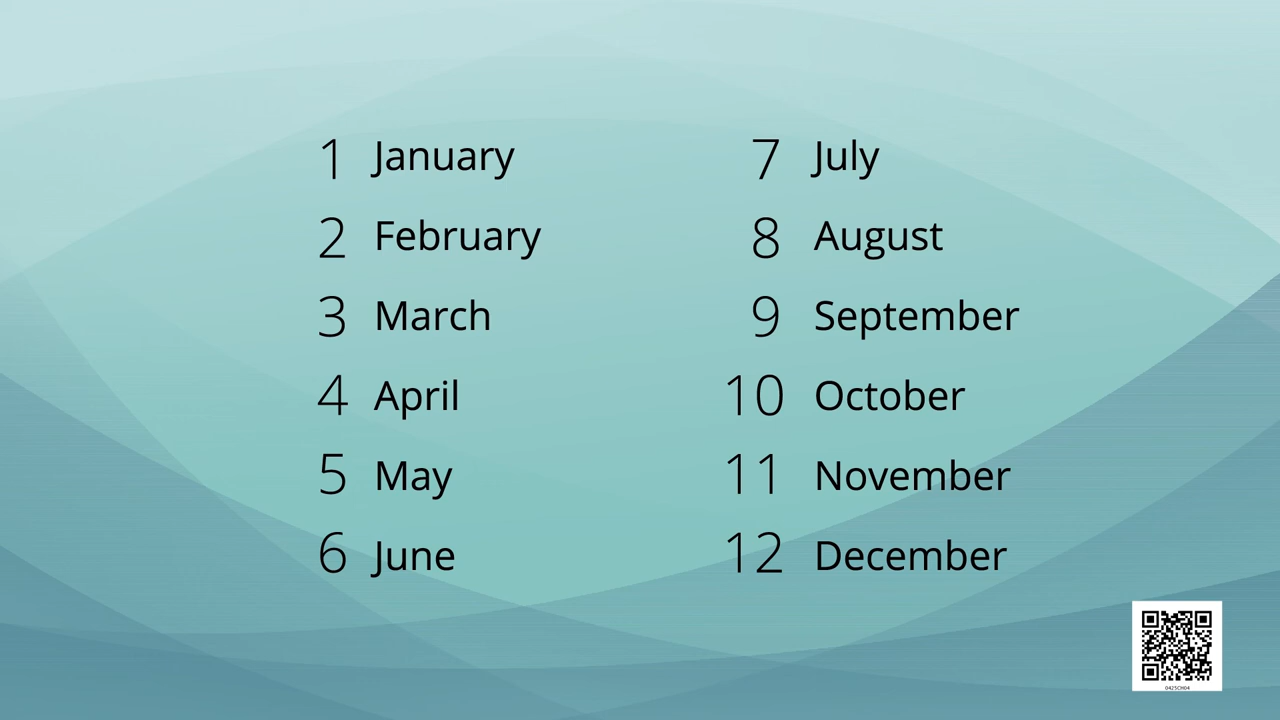 1 January
2 February
3 March
4 April
5 May
6 June
7 July
8 August
9 September
10 October
11 November
12 December
0425CH04